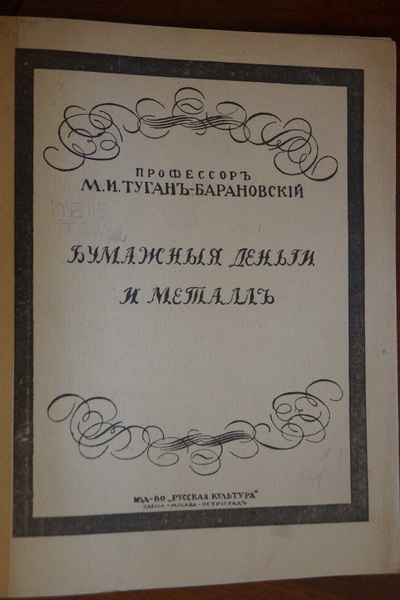 ПРОФЕССОРЪ
М.И.ТУГАНЪ-БАРАНОВСКІЙ
БУМАЖНЫЯ ДЕНЬГИ
И МЕТАЛЛЪ
ИЗД-ВО „РУССКАЯ КУЛЬТУРА"
ОДЕССА-МОСКВА-ПЕТРОГРАДЪ